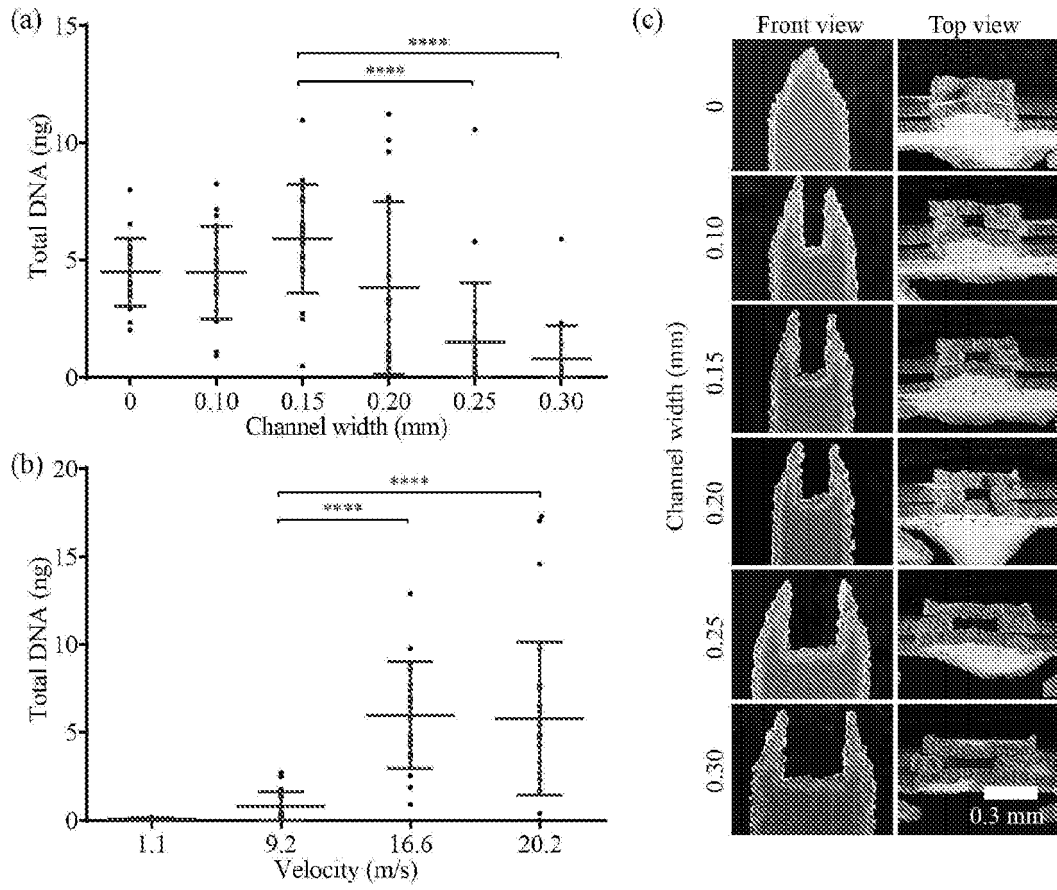 (a)
15
10
5
0
Total DNA (ng)
****
****
0 0.10 0.15 0.20 0.25 0.30
Channel width (mm)
(b)
20
15
10
5
0
Total DNA (ng)
****
****
1.1 9.2 16.6 20.2
Velocity (m/s)
(c)
Front view Top view
Channel width (mm)
0
0.10
0.15
0.20
0.25
0.30
0.3 mm